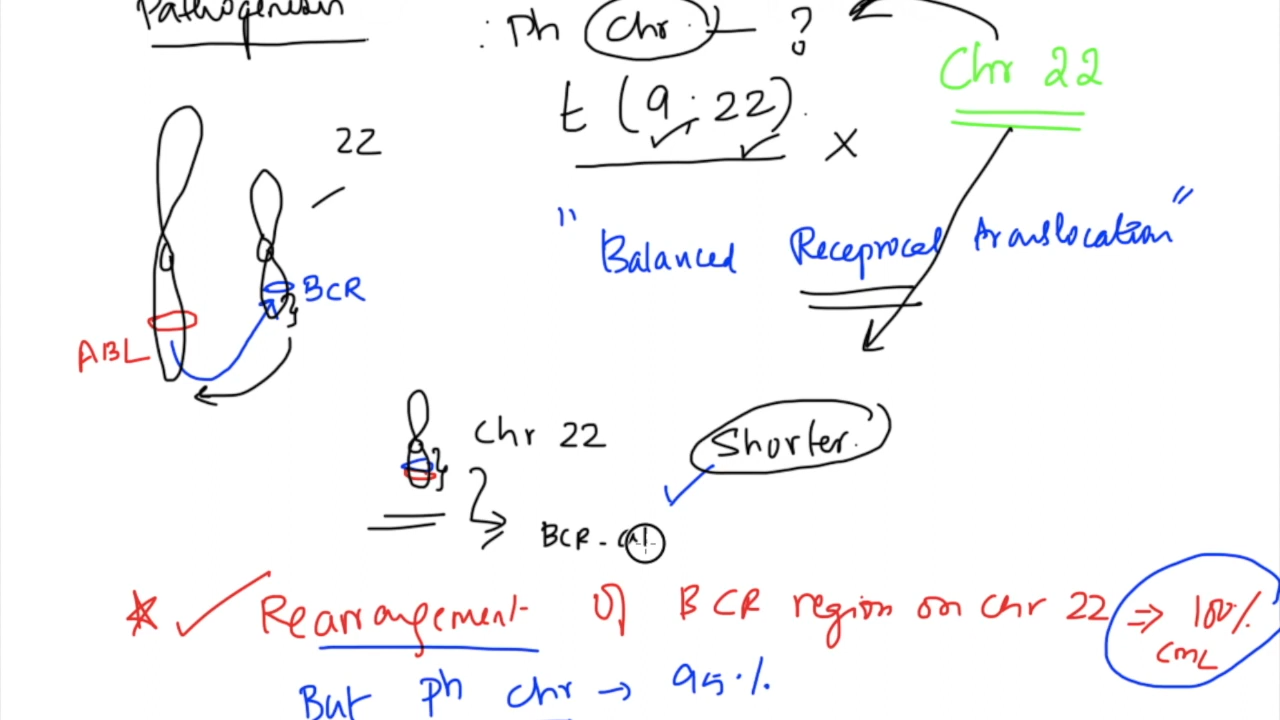 Pathogenesis
: Ph Chr. — ?
Chr 22
t (9; 22).
22
"Balanced Reciprocal translocation"
BCR
ABL
Chr 22
Shorter.
BCR -
Rearrangement of BCR region on chr 22 ⇒ 100%
CML
But Ph chr → 95%